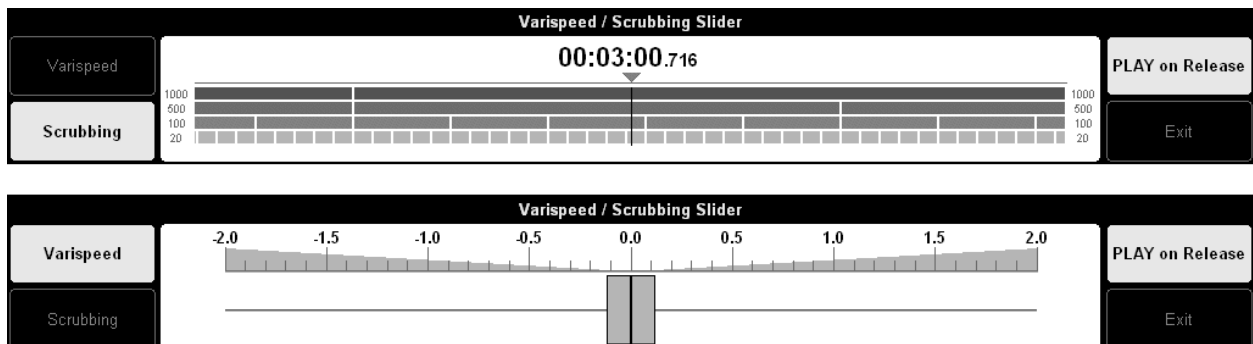 Varispeed / Scrubbing Slider
Varispeed
00:03:00.716
PLAY on Release
1000 1000
500 500
Scrubbing
100 100
20 20
Exit
Varispeed / Scrubbing Slider
-2.0 -1.5 -1.0 -0.5 0.0 0.5 1.0 1.5 2.0
Varispeed
PLAY on Release
Scrubbing
Exit